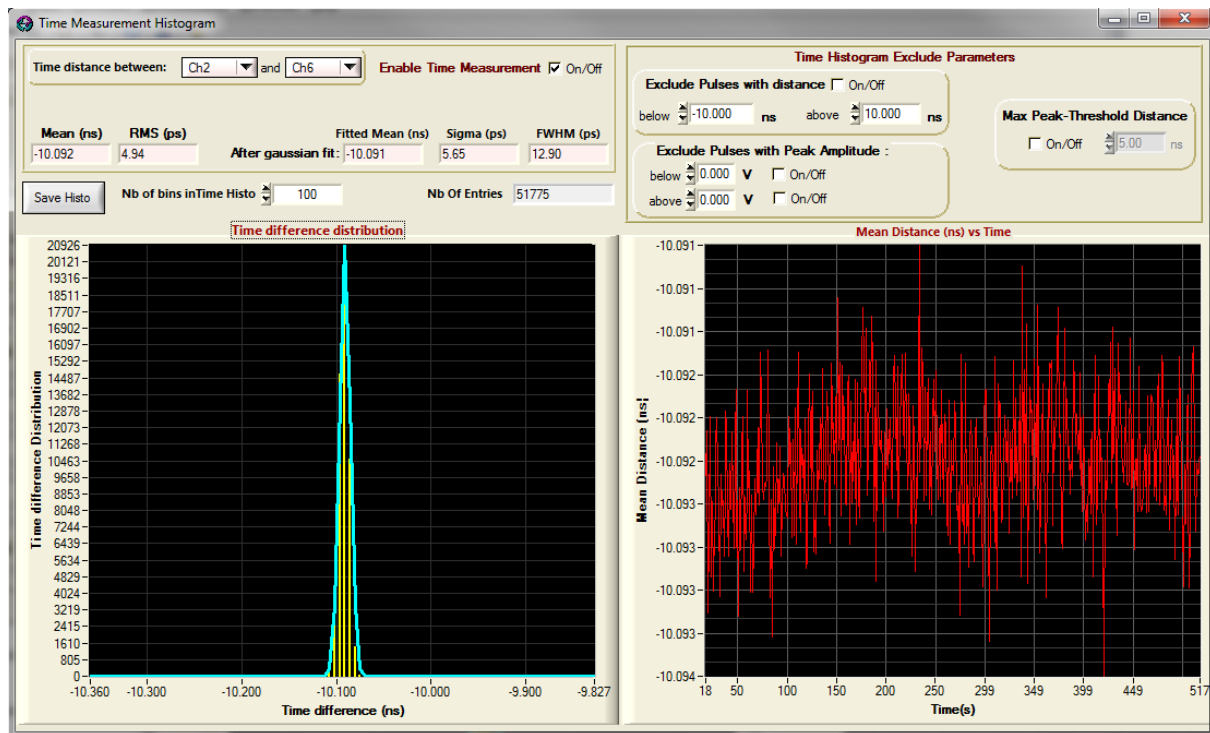 Time Measurement Histogram
Time distance between: Ch2 and Ch6 Enable Time Measurement On/Off
Mean (ns) RMS (ps) Fitted Mean (ns) Sigma (ps) FWHM (ps)
-10.092 4.94 After gaussian fit: -10.091 5.65 12.90
Save Histo Nb of bins inTime Histo 100 Nb Of Entries 51775
Time Histogram Exclude Parameters
Exclude Pulses with distance On/Off
below -10.000 ns above 10.000 ns
Exclude Pulses with Peak Amplitude :
below 0.000 V On/Off
above 0.000 V On/Off
Max Peak-Threshold Distance
On/Off 5.00 ns
Time difference distribution
Time difference Distribution
20926
20121
19316
18511
17707
16902
16097
15292
14487
13682
12878
12073
11268
10463
9658
8853
8048
7244
6439
5634
4829
4024
3219
2415
1610
805
0
-10.360 -10.300 -10.200 -10.100 -10.000 -9.900 -9.827
Time difference (ns)
Mean Distance (ns) vs Time
Mean Distance (ns)
-10.091
-10.091
-10.091
-10.092
-10.092
-10.092
-10.093
-10.093
-10.093
-10.093
-10.094
18 50 100 150 200 250 299 349 399 449 517
Time(s)